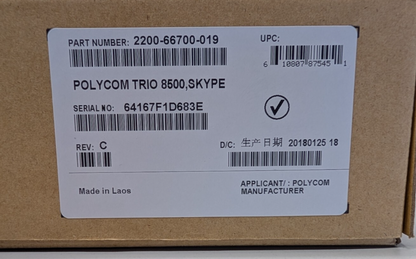 PART NUMBER: 2200-66700-019
UPC:
6 10807 87545 1
POLYCOM TRIO 8500,SKYPE
SERIAL NO: 64167F1D683E
REV: C
D/C: 生产日期 20180125 18
Made in Laos
APPLICANT/ : POLYCOM
MANUFACTURER